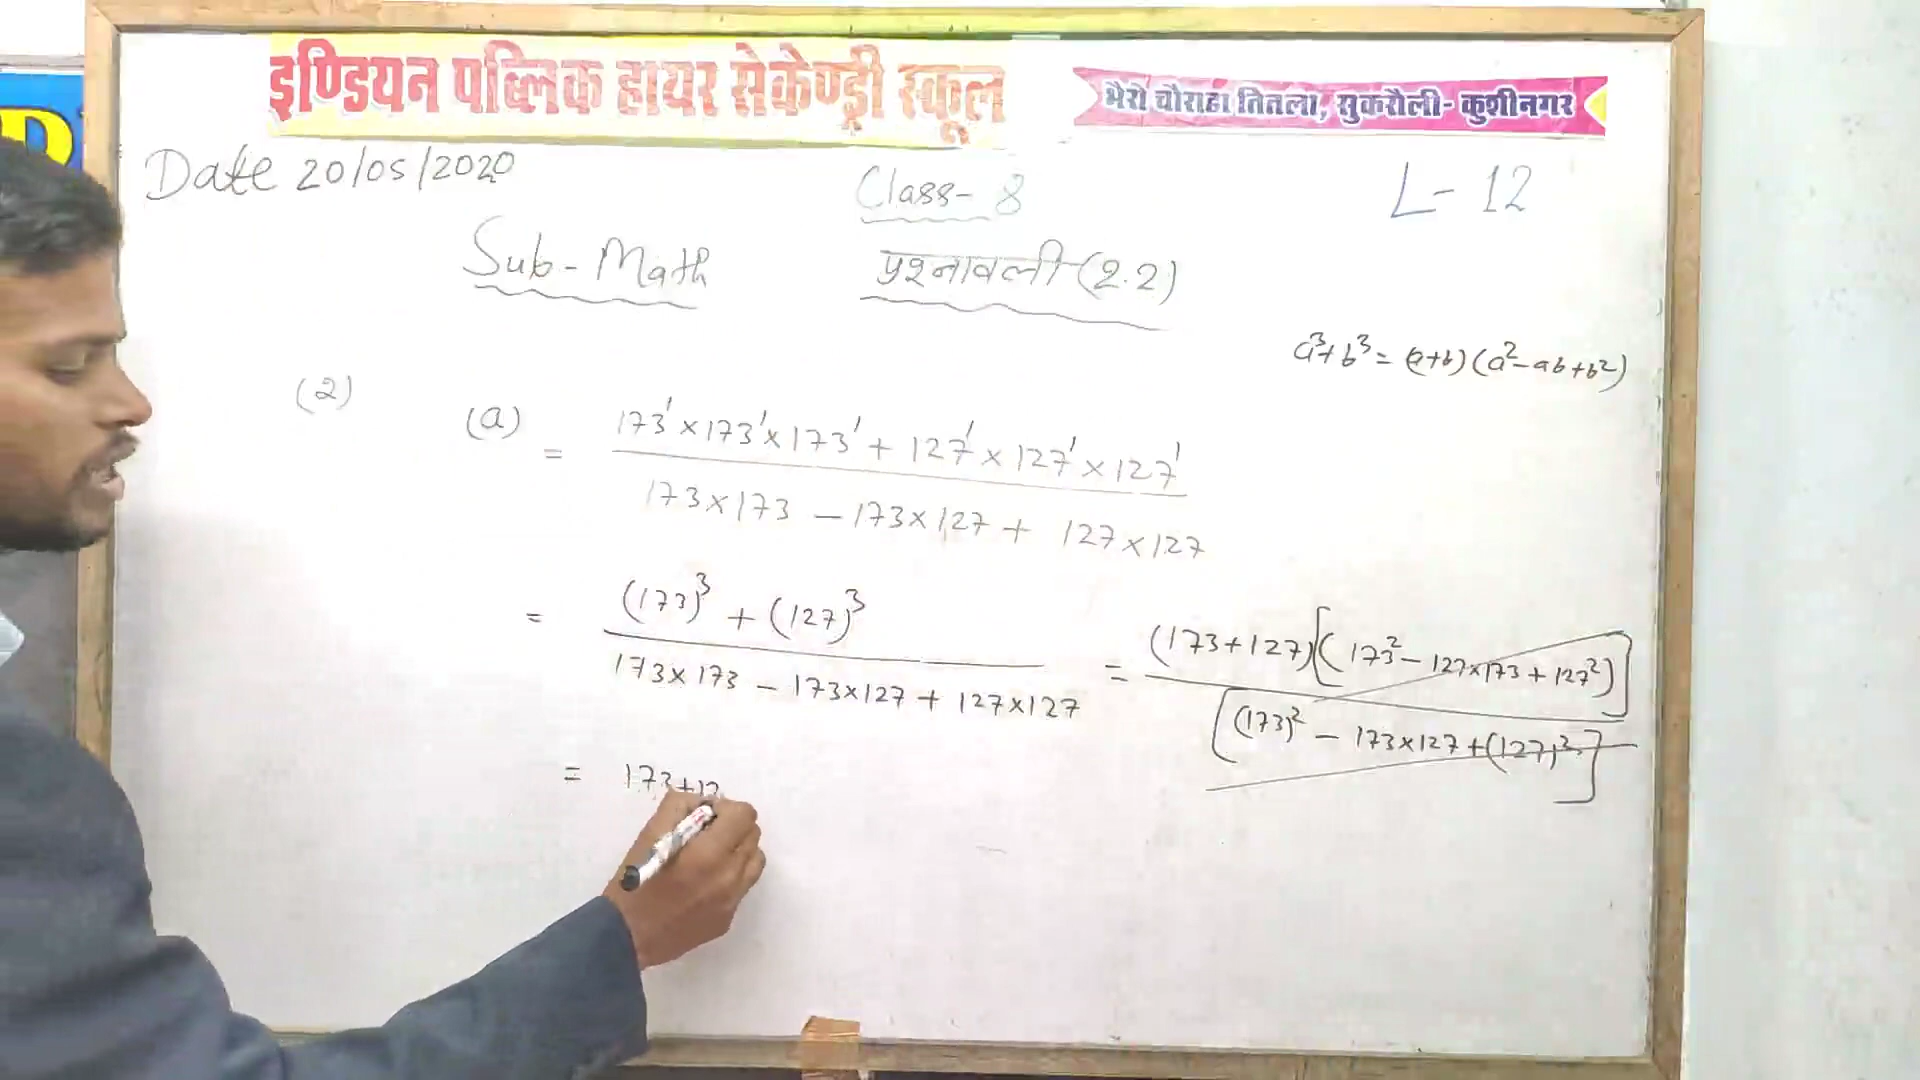 इण्डियन पब्लिक हायर सेकेण्ड्री स्कूल
भैरो चौराहा तितला, सुकरौली- कुशीनगर
Date 20/05/2020
Class- 8
L- 12
Sub-Math
प्रश्नावली (2.2)
a³+b³ = (a+b)(a²-ab+b²)
(2)
(a) = (173'×173'×173' + 127'×127'×127') / (173×173 - 173×127 + 127×127)
= ((173)³ + (127)³) / (173×173 - 173×127 + 127×127) = (173+127)[(173² - 127×173 + 127²)] / [(173)² - 173×127 + (127)²]
= 173+12